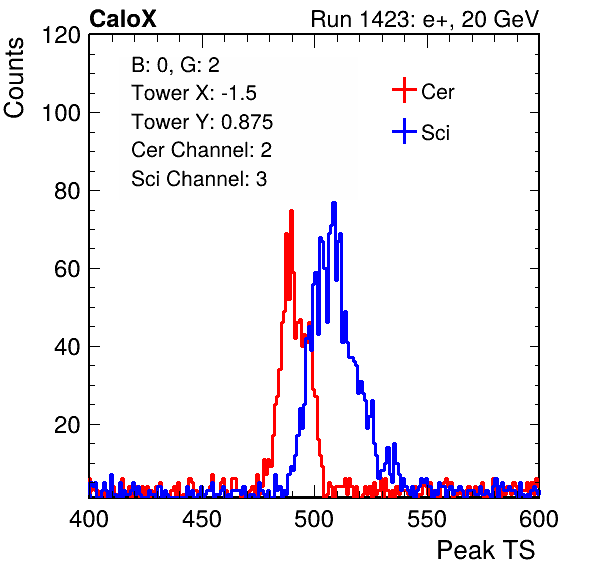 CaloX Run 1423: e+, 20 GeV
Counts
120
100
80
60
40
20
B: 0, G: 2
Tower X: -1.5
Tower Y: 0.875
Cer Channel: 2
Sci Channel: 3
Cer
Sci
400 450 500 550 600
Peak TS